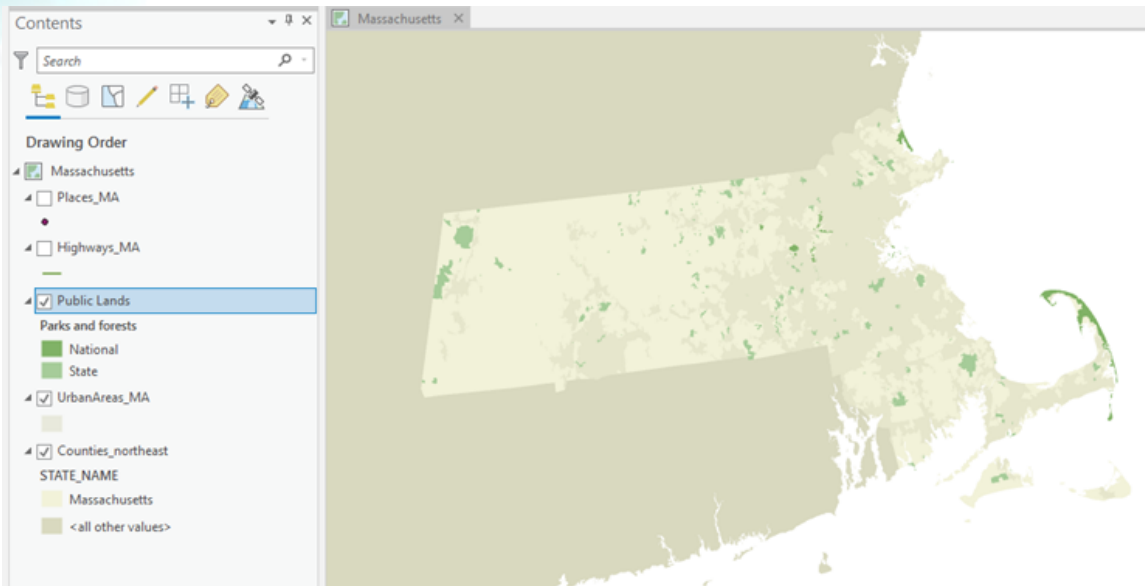 Contents
Massachusetts
Search
Drawing Order
Massachusetts
Places_MA
Highways_MA
Public Lands
Parks and forests
National
State
UrbanAreas_MA
Counties_northeast
STATE_NAME
Massachusetts
<all other values>